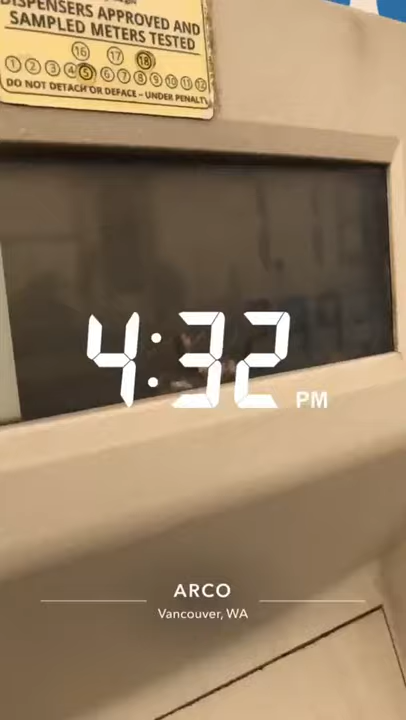 DISPENSERS APPROVED AND
SAMPLED METERS TESTED
16 17 18
1 2 3 4 5 6 7 8 9 10 11 12
DO NOT DETACH OR DEFACE – UNDER PENALTY
4:32 PM
ARCO
Vancouver, WA